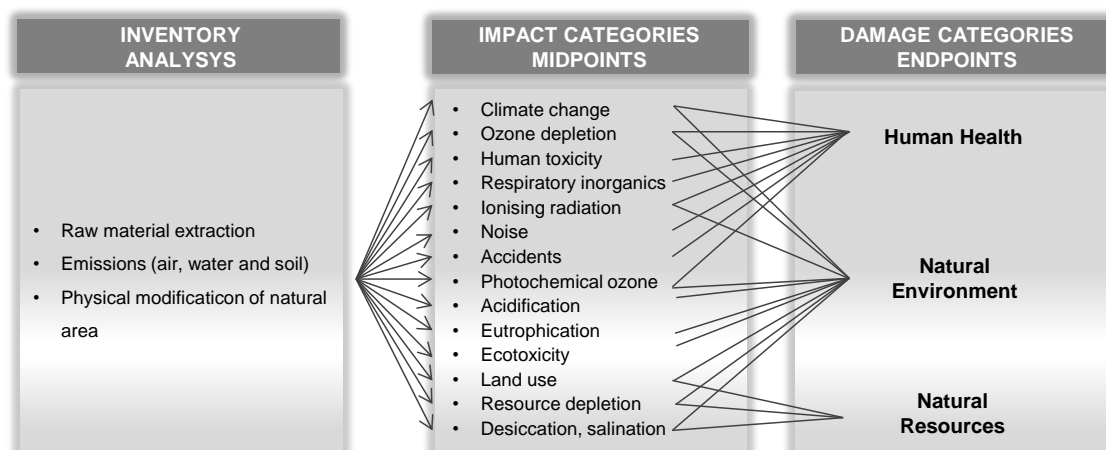 INVENTORY
ANALYSYS
• Raw material extraction
• Emissions (air, water and soil)
• Physical modificaticon of natural
area
IMPACT CATEGORIES
MIDPOINTS
• Climate change
• Ozone depletion
• Human toxicity
• Respiratory inorganics
• Ionising radiation
• Noise
• Accidents
• Photochemical ozone
• Acidification
• Eutrophication
• Ecotoxicity
• Land use
• Resource depletion
• Desiccation, salination
DAMAGE CATEGORIES
ENDPOINTS
Human Health
Natural
Environment
Natural
Resources